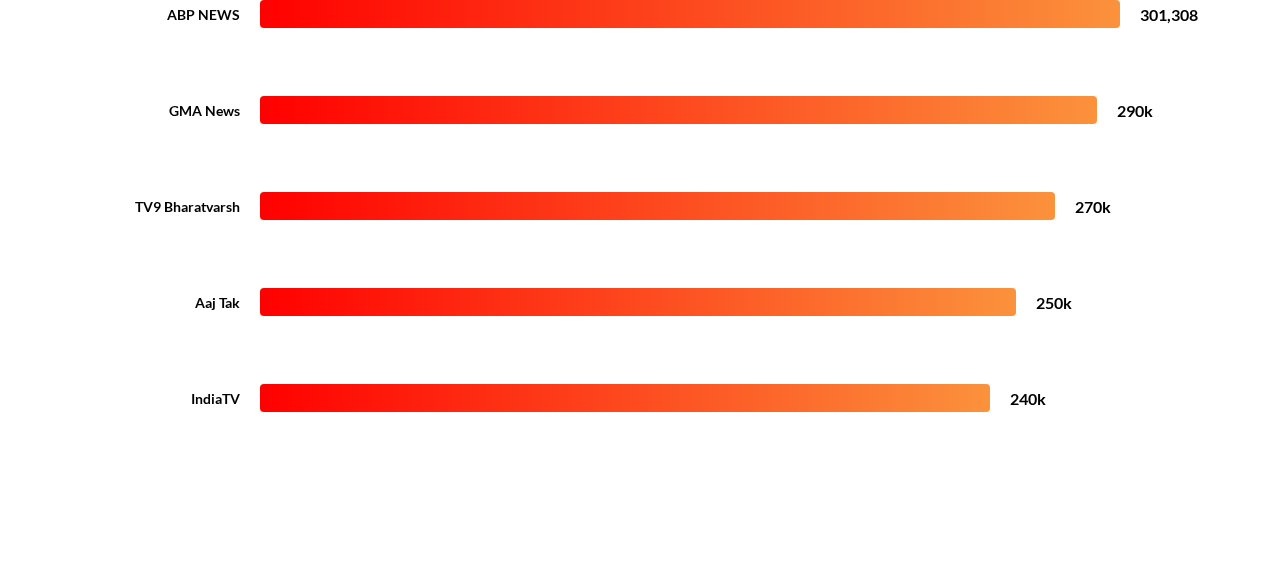 ABP NEWS 301,308
GMA News 290k
TV9 Bharatvarsh 270k
Aaj Tak 250k
IndiaTV 240k